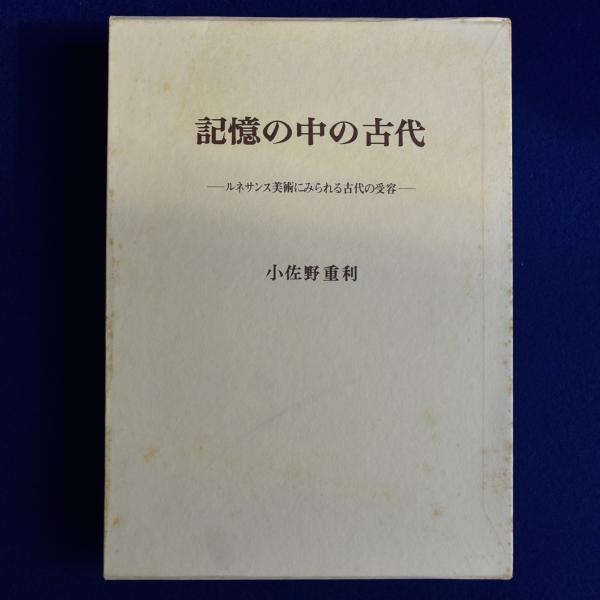 記憶の中の古代
―ルネサンス美術にみられる古代の受容―
小佐野重利